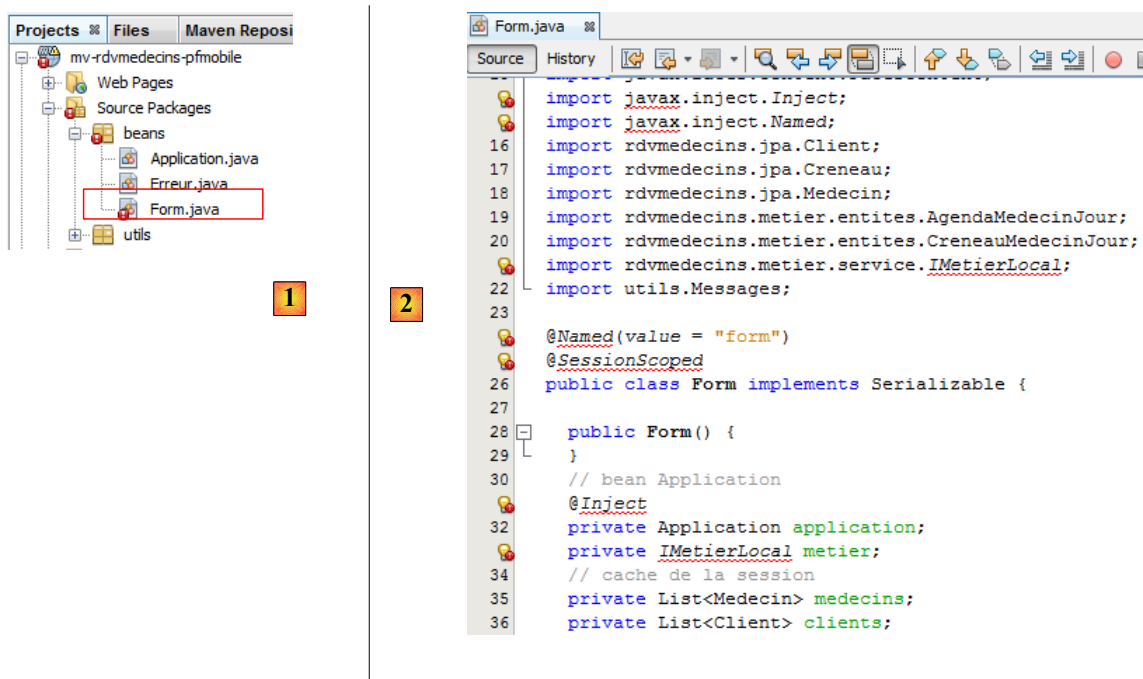 Projects Files Maven Reposi
mv-rdvmedecins-pfmobile
Web Pages
Source Packages
beans
Application.java
Erreur.java
Form.java
utils
1
2
Form.java
Source History
import javax.inject.Inject;
import javax.inject.Named;
16 import rdvmedecins.jpa.Client;
17 import rdvmedecins.jpa.Creneau;
18 import rdvmedecins.jpa.Medecin;
19 import rdvmedecins.metier.entites.AgendaMedecinJour;
20 import rdvmedecins.metier.entites.CreneauMedecinJour;
import rdvmedecins.metier.service.IMetierLocal;
22 import utils.Messages;
23
@Named(value = "form")
@SessionScoped
26 public class Form implements Serializable {
27
28 public Form() {
29 }
30 // bean Application
@Inject
32 private Application application;
private IMetierLocal metier;
34 // cache de la session
35 private List<Medecin> medecins;
36 private List<Client> clients;